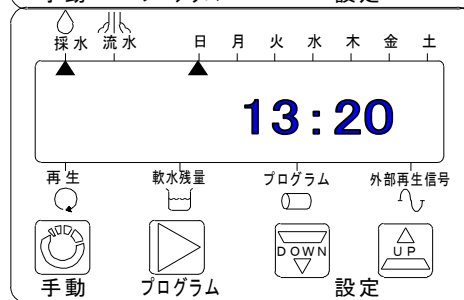 採水 流水 日 月 火 水 木 金 土
13:20
再生 軟水残量 プログラム 外部再生信号
DOWN UP
手動 プログラム 設定